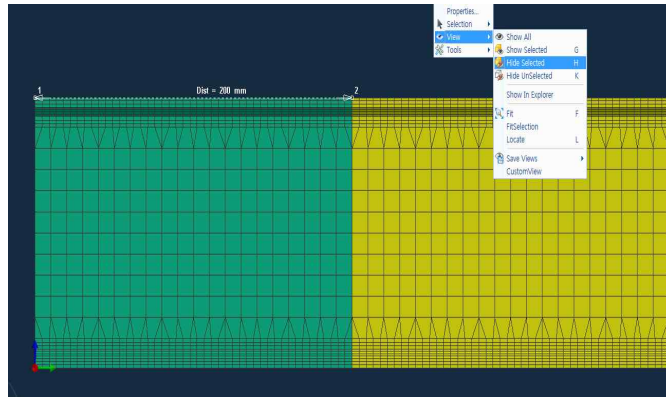 Properties...
Selection
View
Tools
Show All
Show Selected G
Hide Selected H
Hide UnSelected K
Show In Explorer
Fit F
FitSelection
Locate L
Save Views
CustomView
1 Dist = 200 mm 2